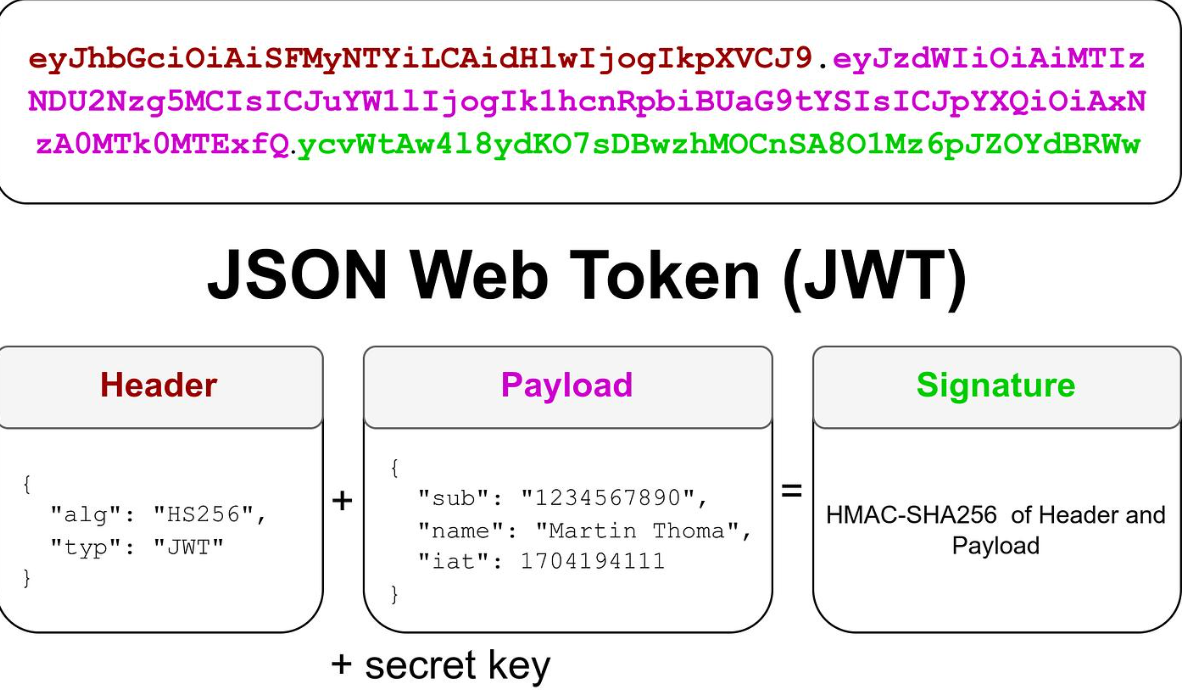 eyJhbGciOiAiSFMyNTYiLCAidHlwIjogIkpXVCJ9.eyJzdWIiOiAiMTIz
NDU2Nzg5MCIsICJuYW1lIjogIk1hcnRpbiBUaG9tYSIsICJpYXQiOiAxN
zA0MTk0MTExfQ.ycvWtAw4l8ydKO7sDBwzhMOCnSA8O1Mz6pJZOYdBRWw
JSON Web Token (JWT)
Header
{
"alg": "HS256",
"typ": "JWT"
}
+
Payload
{
"sub": "1234567890",
"name": "Martin Thoma",
"iat": 1704194111
}
=
Signature
HMAC-SHA256 of Header and
Payload
+ secret key